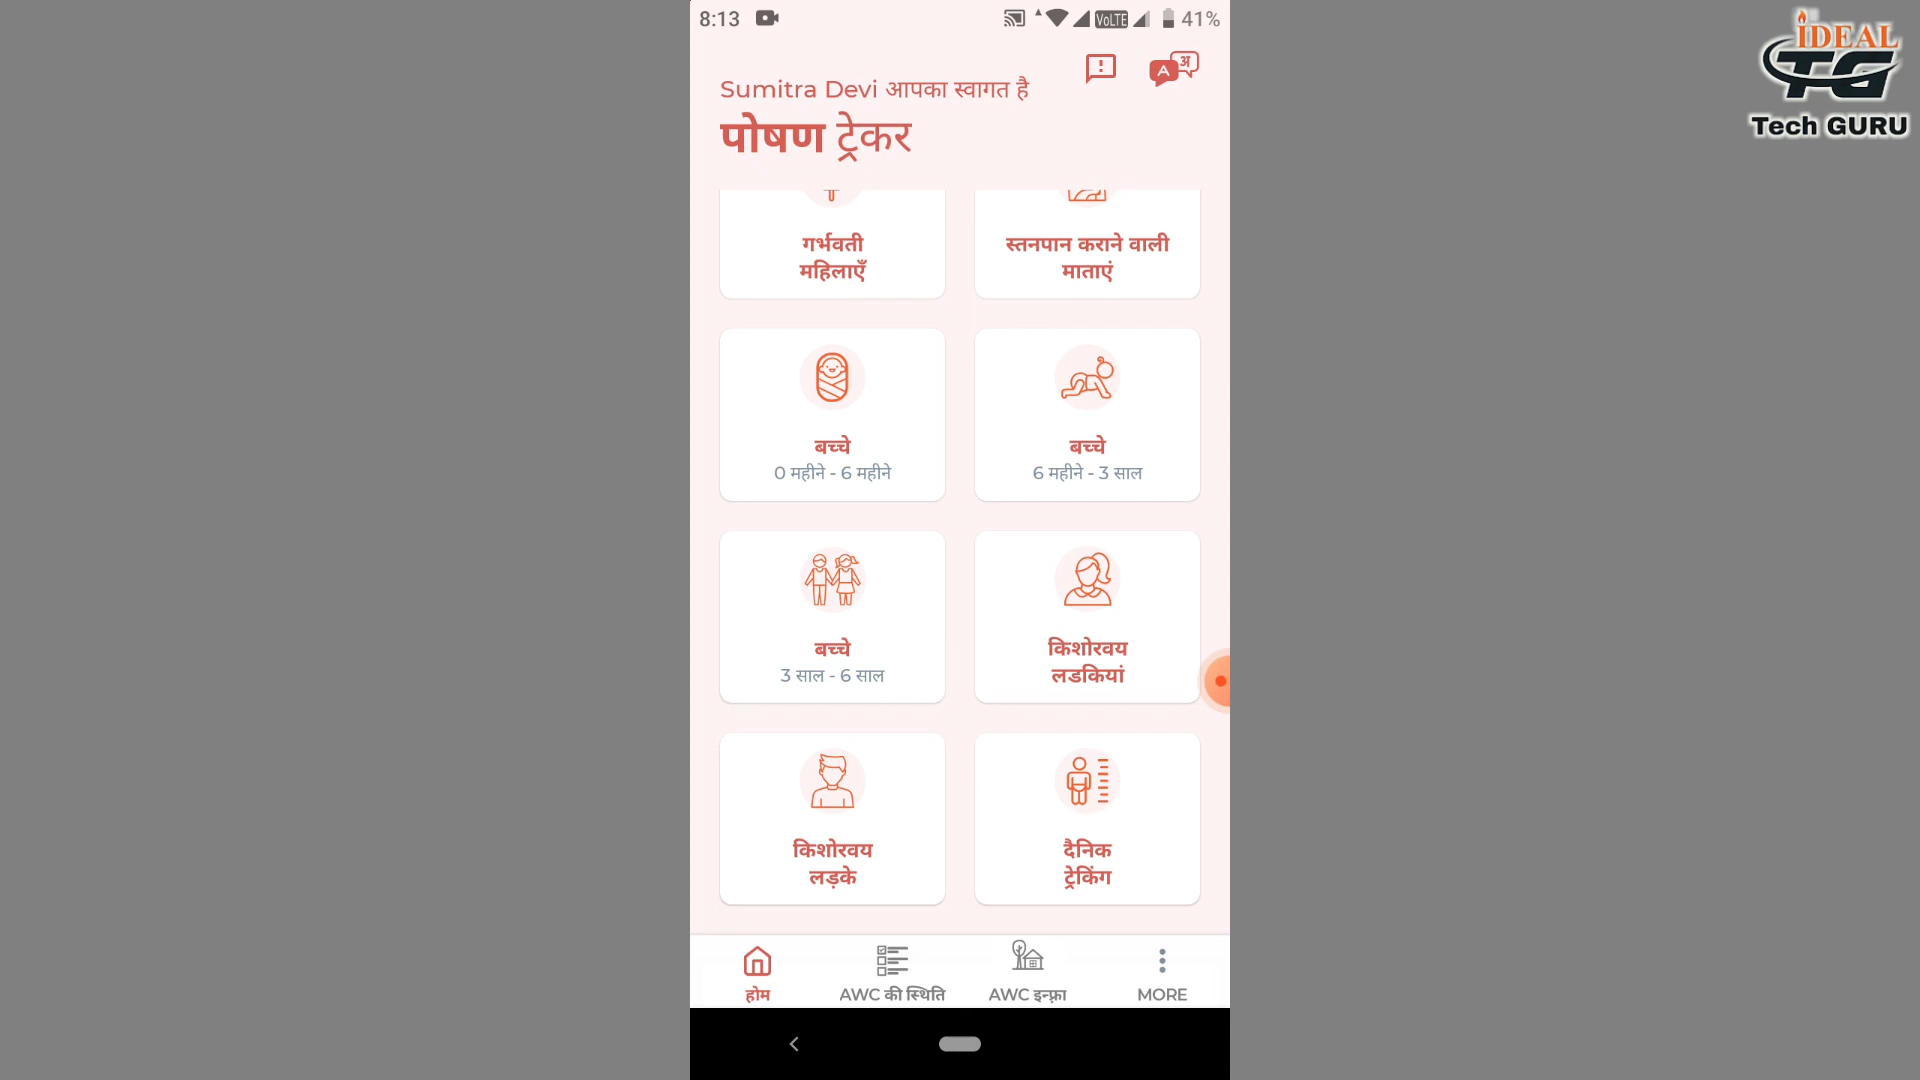 8:13
VoLTE
41%
IDEAL
TG
Tech GURU
A अ
Sumitra Devi आपका स्वागत है
पोषण ट्रेकर
गर्भवती
महिलाएँ
स्तनपान कराने वाली
माताएं
बच्चे
0 महीने - 6 महीने
बच्चे
6 महीने - 3 साल
बच्चे
3 साल - 6 साल
किशोरवय
लडकियां
किशोरवय
लड़के
दैनिक
ट्रेकिंग
होम
AWC की स्थिति
AWC इन्फ़्रा
MORE